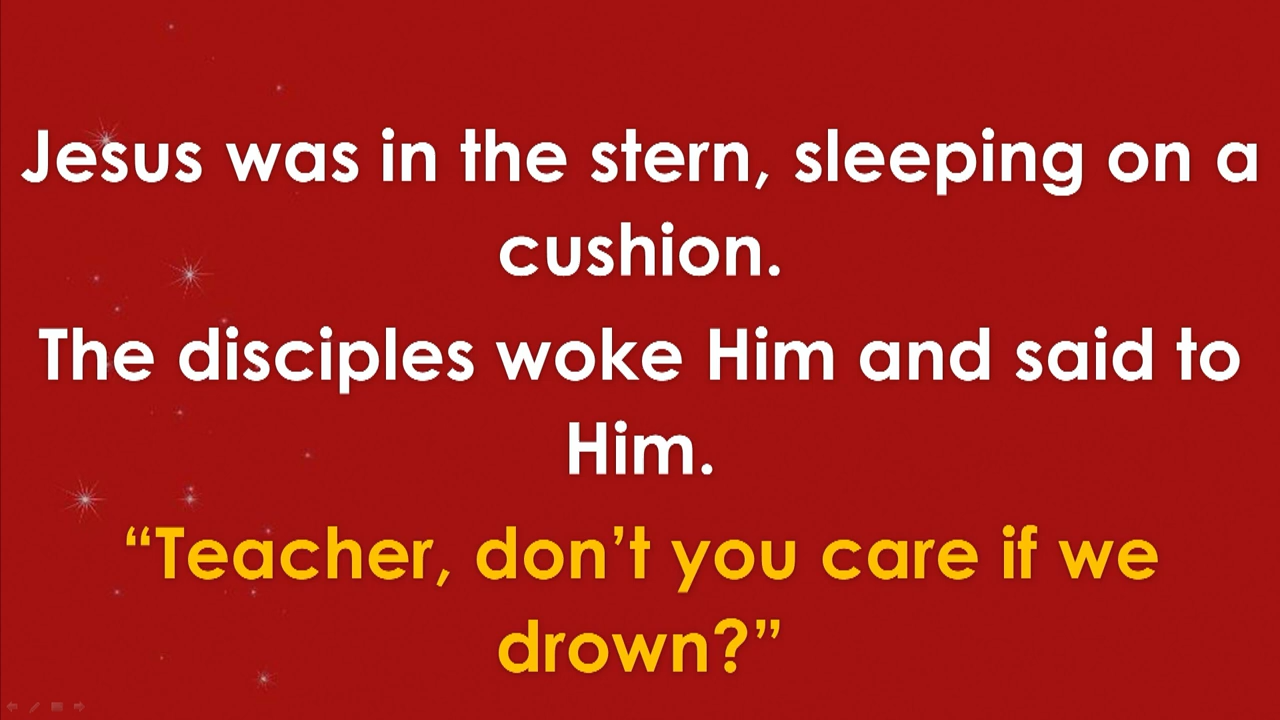 Jesus was in the stern, sleeping on a
cushion.
The disciples woke Him and said to
Him.
“Teacher, don’t you care if we
drown?”